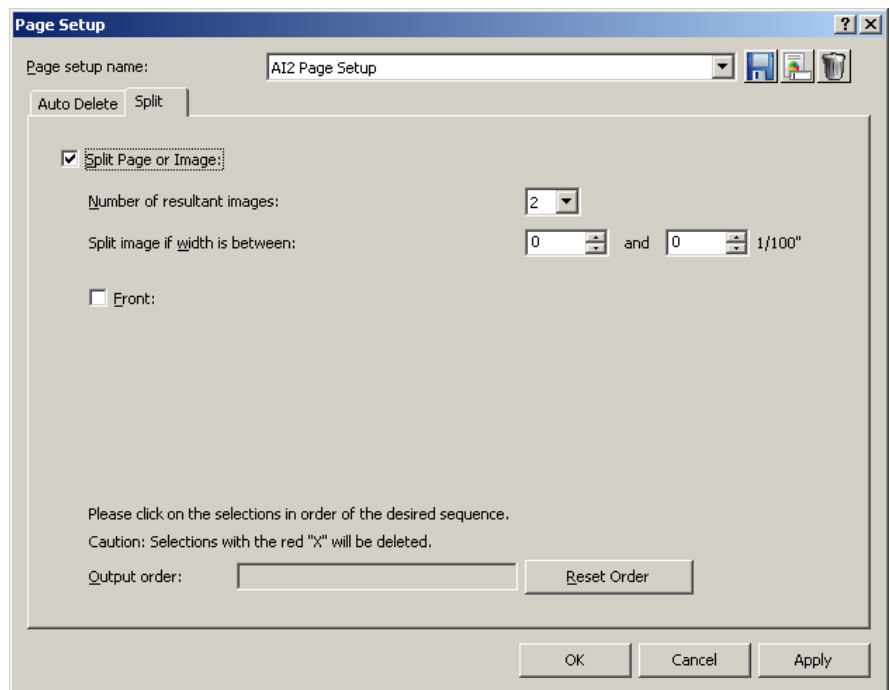 Page Setup
Page setup name: AI2 Page Setup
Auto Delete Split
Split Page or Image:
Number of resultant images: 2
Split image if width is between: 0 and 0 1/100"
Front:
Please click on the selections in order of the desired sequence.
Caution: Selections with the red "X" will be deleted.
Output order: Reset Order
OK Cancel Apply